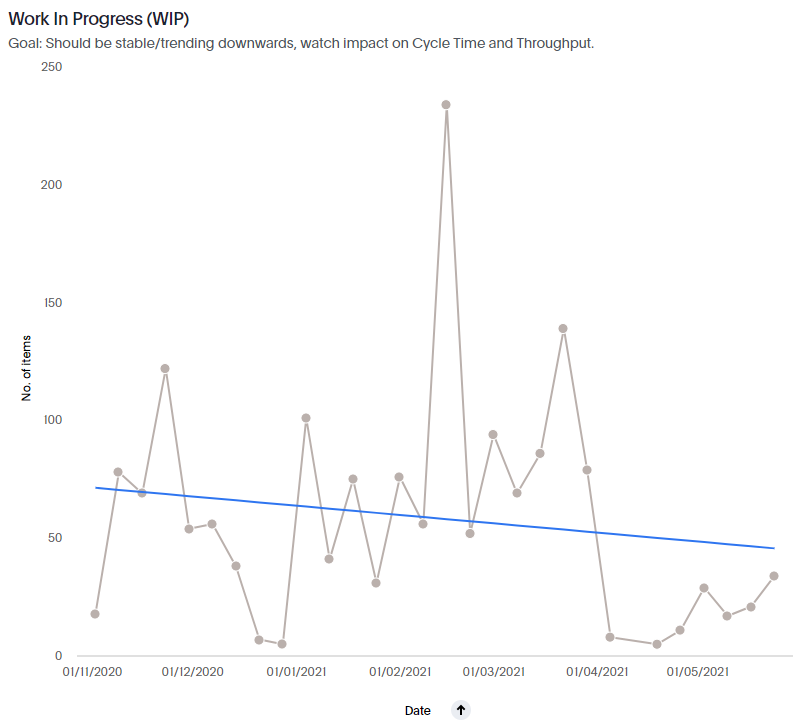 Work In Progress (WIP)
Goal: Should be stable/trending downwards, watch impact on Cycle Time and Throughput.
250
200
150
100
50
0
No. of items
01/11/2020 01/12/2020 01/01/2021 01/02/2021 01/03/2021 01/04/2021 01/05/2021
Date